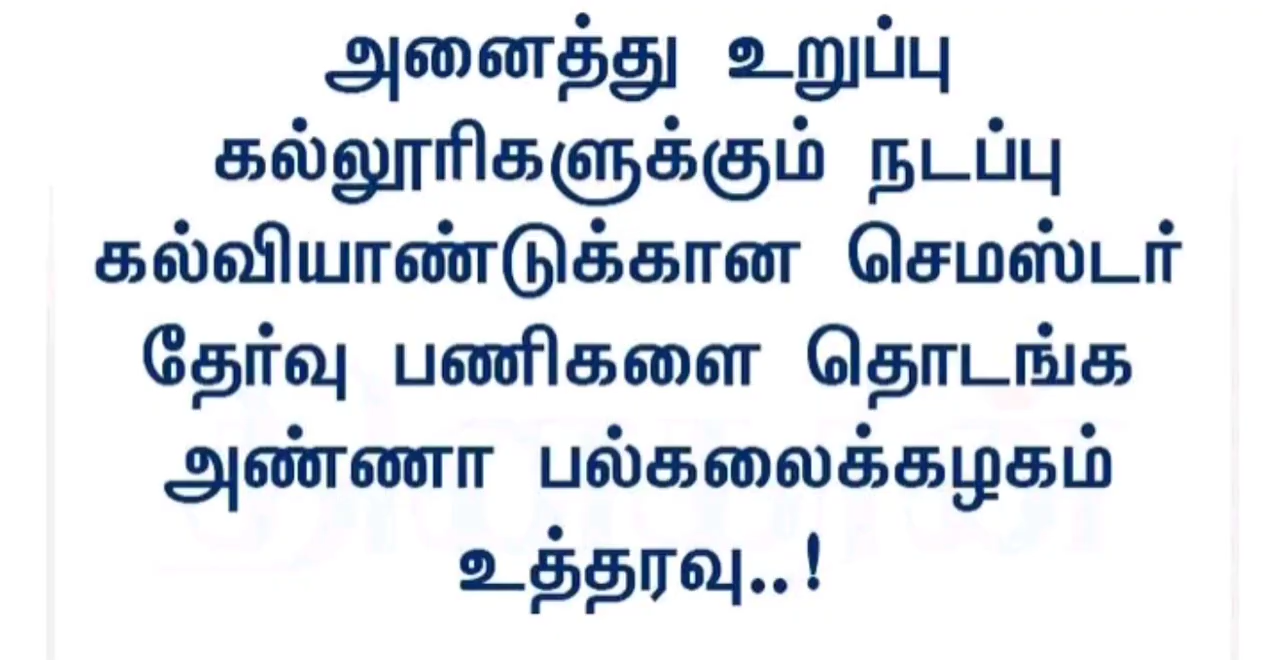 அனைத்து உறுப்பு
கல்லூரிகளுக்கும் நடப்பு
கல்வியாண்டுக்கான செமஸ்டர்
தேர்வு பணிகளை தொடங்க
அண்ணா பல்கலைக்கழகம்
உத்தரவு..!